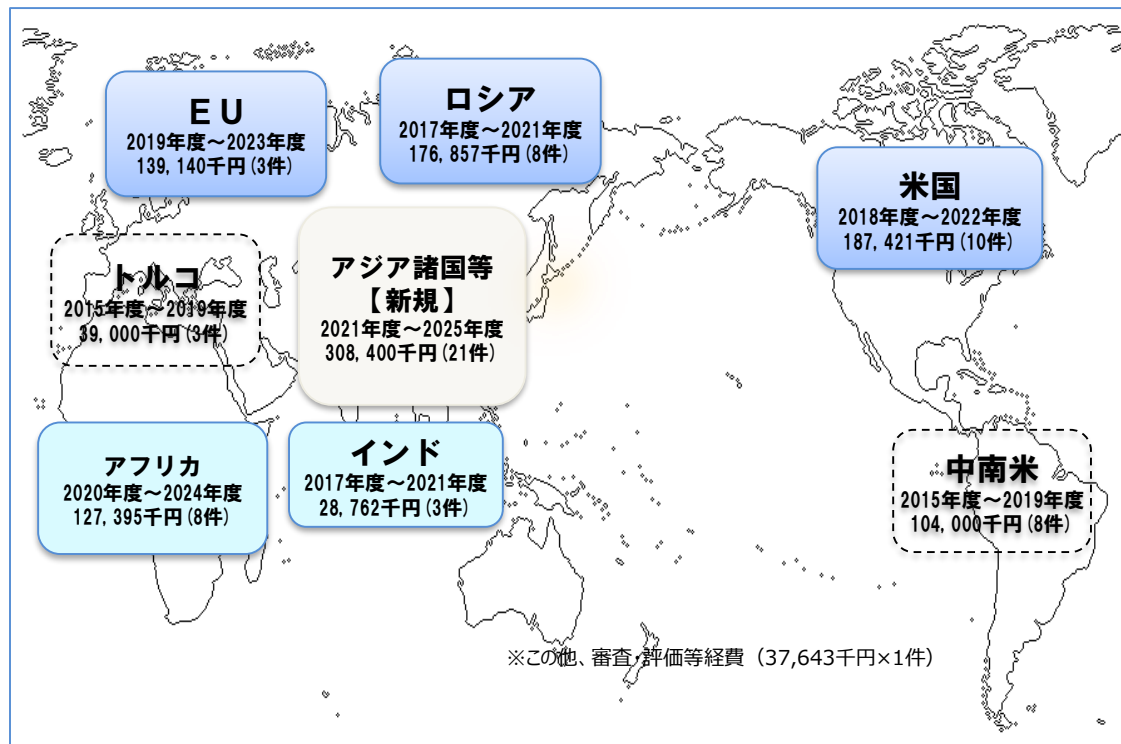 ＥＵ
2019年度～2023年度
139,140千円(3件)
ロシア
2017年度～2021年度
176,857千円(8件)
米国
2018年度～2022年度
187,421千円(10件)
トルコ
2015年度～2019年度
39,000千円(3件)
アジア諸国等
【新規】
2021年度～2025年度
308,400千円(21件)
アフリカ
2020年度～2024年度
127,395千円(8件)
インド
2017年度～2021年度
28,762千円(3件)
中南米
2015年度～2019年度
104,000千円(8件)
※この他、審査・評価等経費（37,643千円×1件）